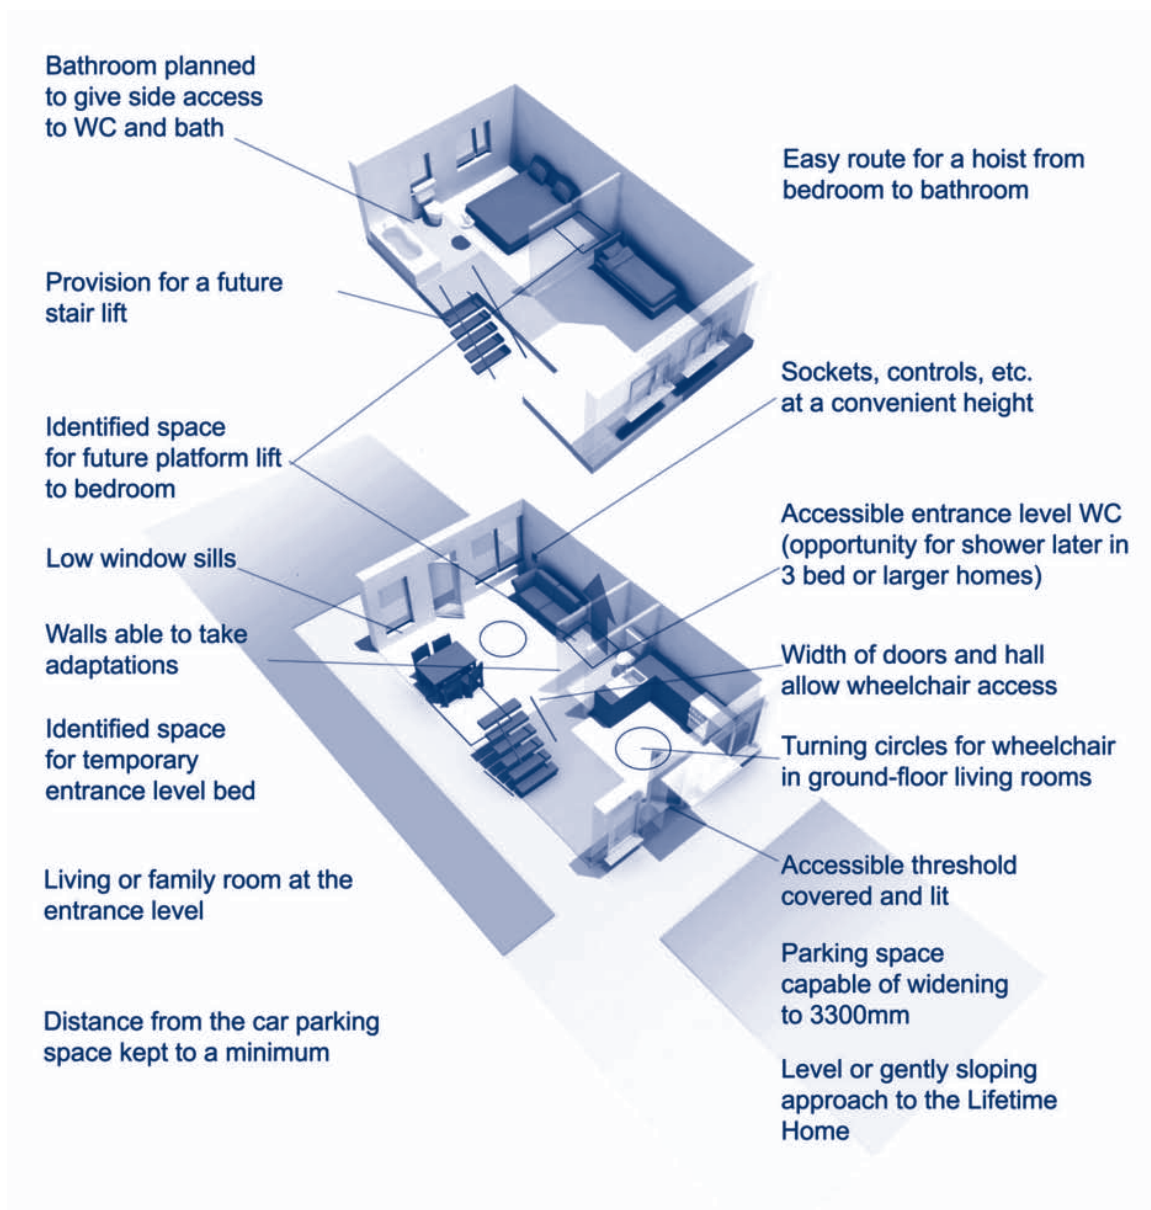 Bathroom planned
to give side access
to WC and bath
Provision for a future
stair lift
Identified space
for future platform lift
to bedroom
Low window sills
Walls able to take
adaptations
Identified space
for temporary
entrance level bed
Living or family room at the
entrance level
Distance from the car parking
space kept to a minimum
Easy route for a hoist from
bedroom to bathroom
Sockets, controls, etc.
at a convenient height
Accessible entrance level WC
(opportunity for shower later in
3 bed or larger homes)
Width of doors and hall
allow wheelchair access
Turning circles for wheelchair
in ground-floor living rooms
Accessible threshold
covered and lit
Parking space
capable of widening
to 3300mm
Level or gently sloping
approach to the Lifetime
Home